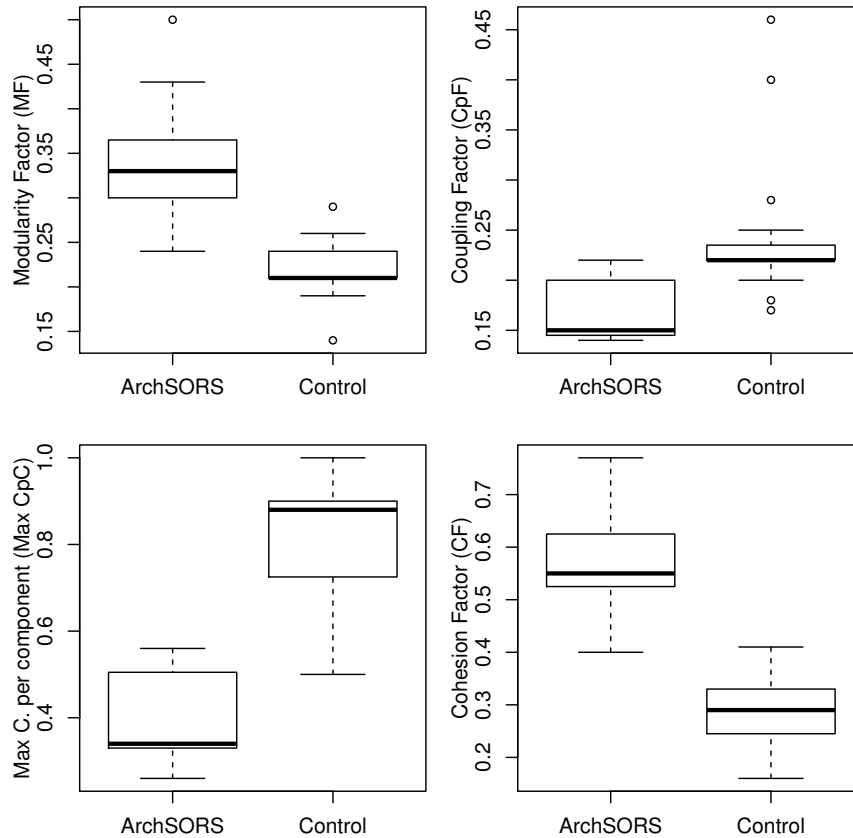 Modularity Factor (MF)
0.45
0.35
0.25
0.15
ArchSORS
Control
Coupling Factor (CpF)
0.45
0.35
0.25
0.15
ArchSORS
Control
Max C. per component (Max CpC)
1.0
0.8
0.6
0.4
ArchSORS
Control
Cohesion Factor (CF)
0.7
0.6
0.5
0.4
0.3
0.2
ArchSORS
Control